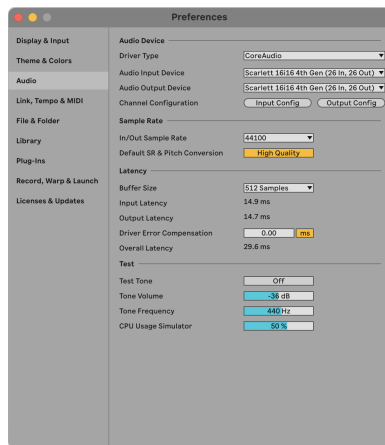 Preferences
Display & Input
Theme & Colors
Audio
Link, Tempo & MIDI
File & Folder
Library
Plug-Ins
Record, Warp & Launch
Licenses & Updates
Audio Device
Driver Type CoreAudio
Audio Input Device Scarlett 16i16 4th Gen (26 In, 26 Out)
Audio Output Device Scarlett 16i16 4th Gen (26 In, 26 Out)
Channel Configuration Input Config Output Config
Sample Rate
In/Out Sample Rate 44100
Default SR & Pitch Conversion High Quality
Latency
Buffer Size 512 Samples
Input Latency 14.9 ms
Output Latency 14.7 ms
Driver Error Compensation 0.00 ms
Overall Latency 29.6 ms
Test
Test Tone Off
Tone Volume -36 dB
Tone Frequency 440 Hz
CPU Usage Simulator 50 %